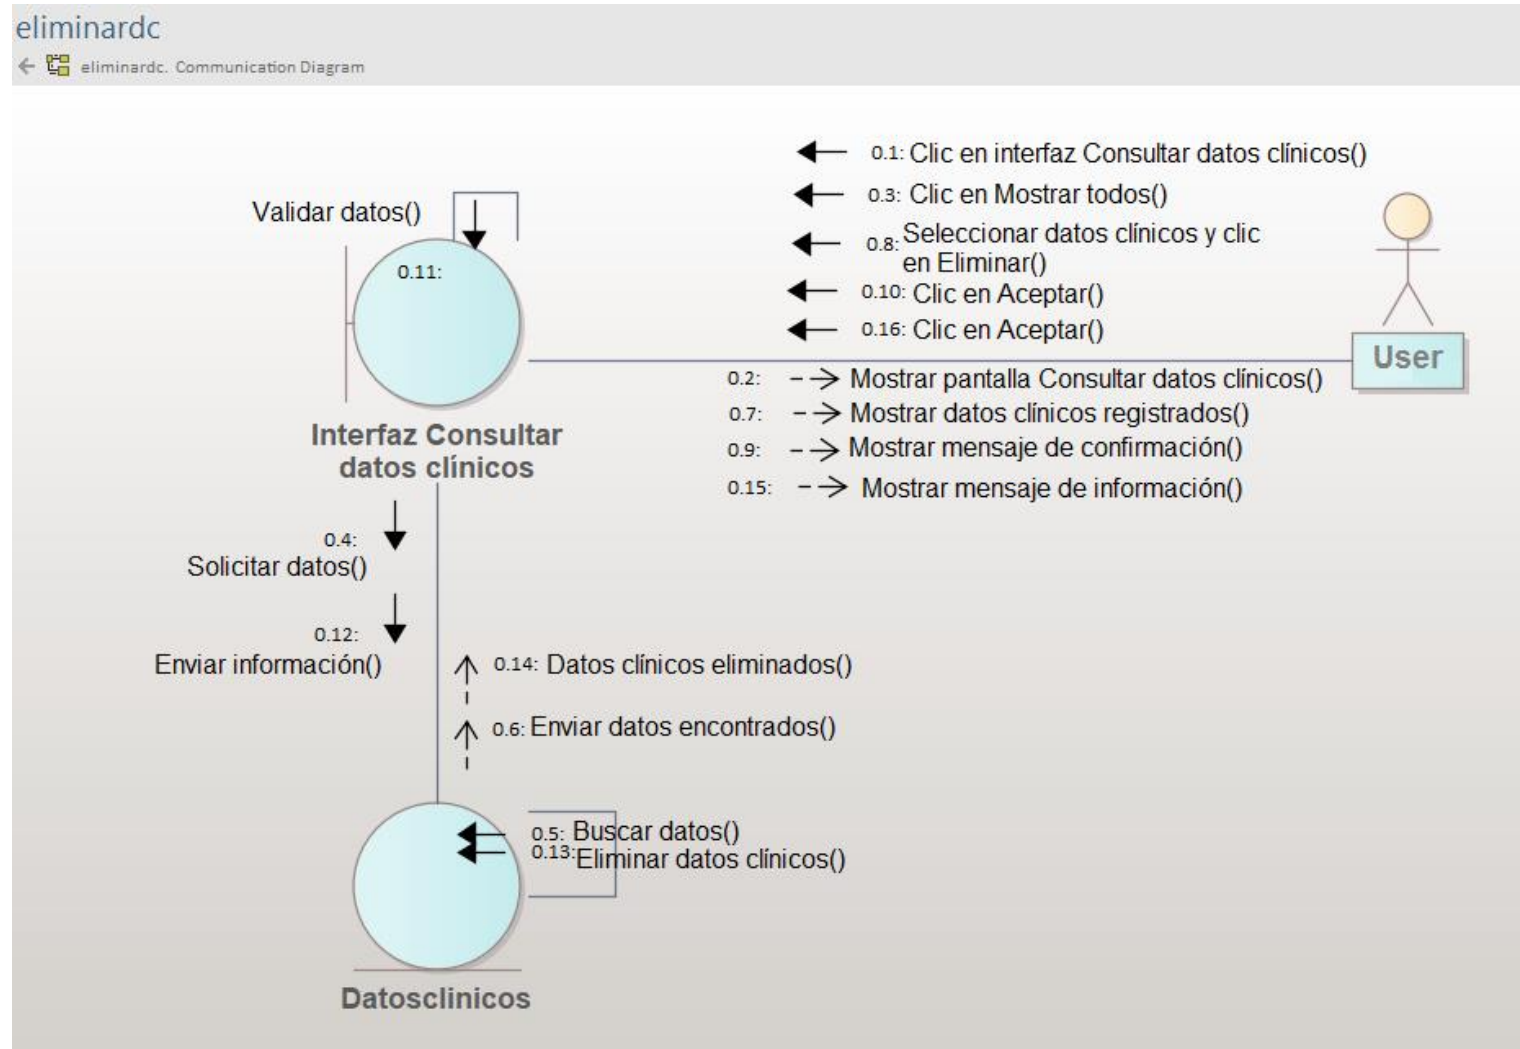 eliminardc
eliminardc. Communication Diagram
0.1: Clic en interfaz Consultar datos clínicos()
0.3: Clic en Mostrar todos()
0.8: Seleccionar datos clínicos y clic
en Eliminar()
0.10: Clic en Aceptar()
0.16: Clic en Aceptar()
Validar datos()
0.11:
User
0.2: Mostrar pantalla Consultar datos clínicos()
0.7: Mostrar datos clínicos registrados()
0.9: Mostrar mensaje de confirmación()
0.15: Mostrar mensaje de información()
Interfaz Consultar
datos clínicos
0.4:
Solicitar datos()
0.12:
Enviar información()
0.14: Datos clínicos eliminados()
0.6: Enviar datos encontrados()
0.5: Buscar datos()
0.13: Eliminar datos clínicos()
Datosclinicos